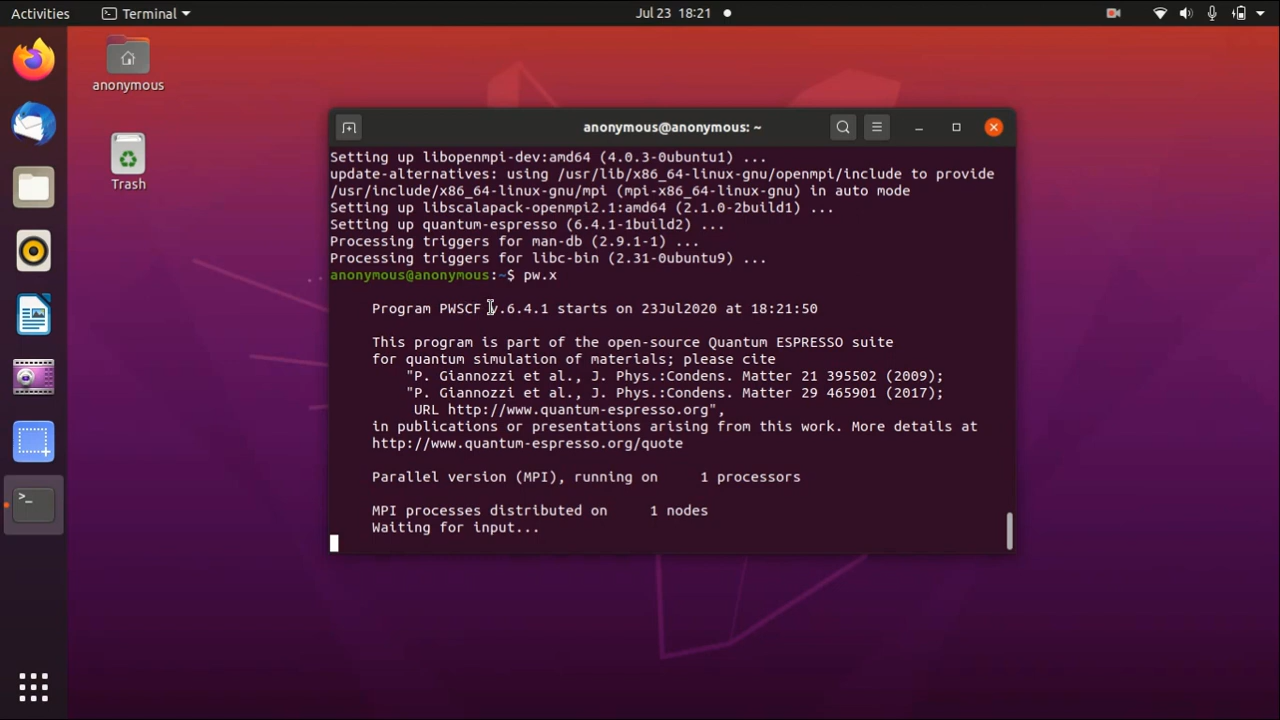 Activities
Terminal
Jul 23 18:21
anonymous
Trash
anonymous@anonymous: ~
Setting up libopenmpi-dev:amd64 (4.0.3-0ubuntu1) ...
update-alternatives: using /usr/lib/x86_64-linux-gnu/openmpi/include to provide
/usr/include/x86_64-linux-gnu/mpi (mpi-x86_64-linux-gnu) in auto mode
Setting up libscalapack-openmpi2.1:amd64 (2.1.0-2build1) ...
Setting up quantum-espresso (6.4.1-1build2) ...
Processing triggers for man-db (2.9.1-1) ...
Processing triggers for libc-bin (2.31-0ubuntu9) ...
anonymous@anonymous:~$ pw.x
Program PWSCF v.6.4.1 starts on 23Jul2020 at 18:21:50
This program is part of the open-source Quantum ESPRESSO suite
for quantum simulation of materials; please cite
"P. Giannozzi et al., J. Phys.:Condens. Matter 21 395502 (2009);
"P. Giannozzi et al., J. Phys.:Condens. Matter 29 465901 (2017);
URL http://www.quantum-espresso.org",
in publications or presentations arising from this work. More details at
http://www.quantum-espresso.org/quote
Parallel version (MPI), running on 1 processors
MPI processes distributed on 1 nodes
Waiting for input...